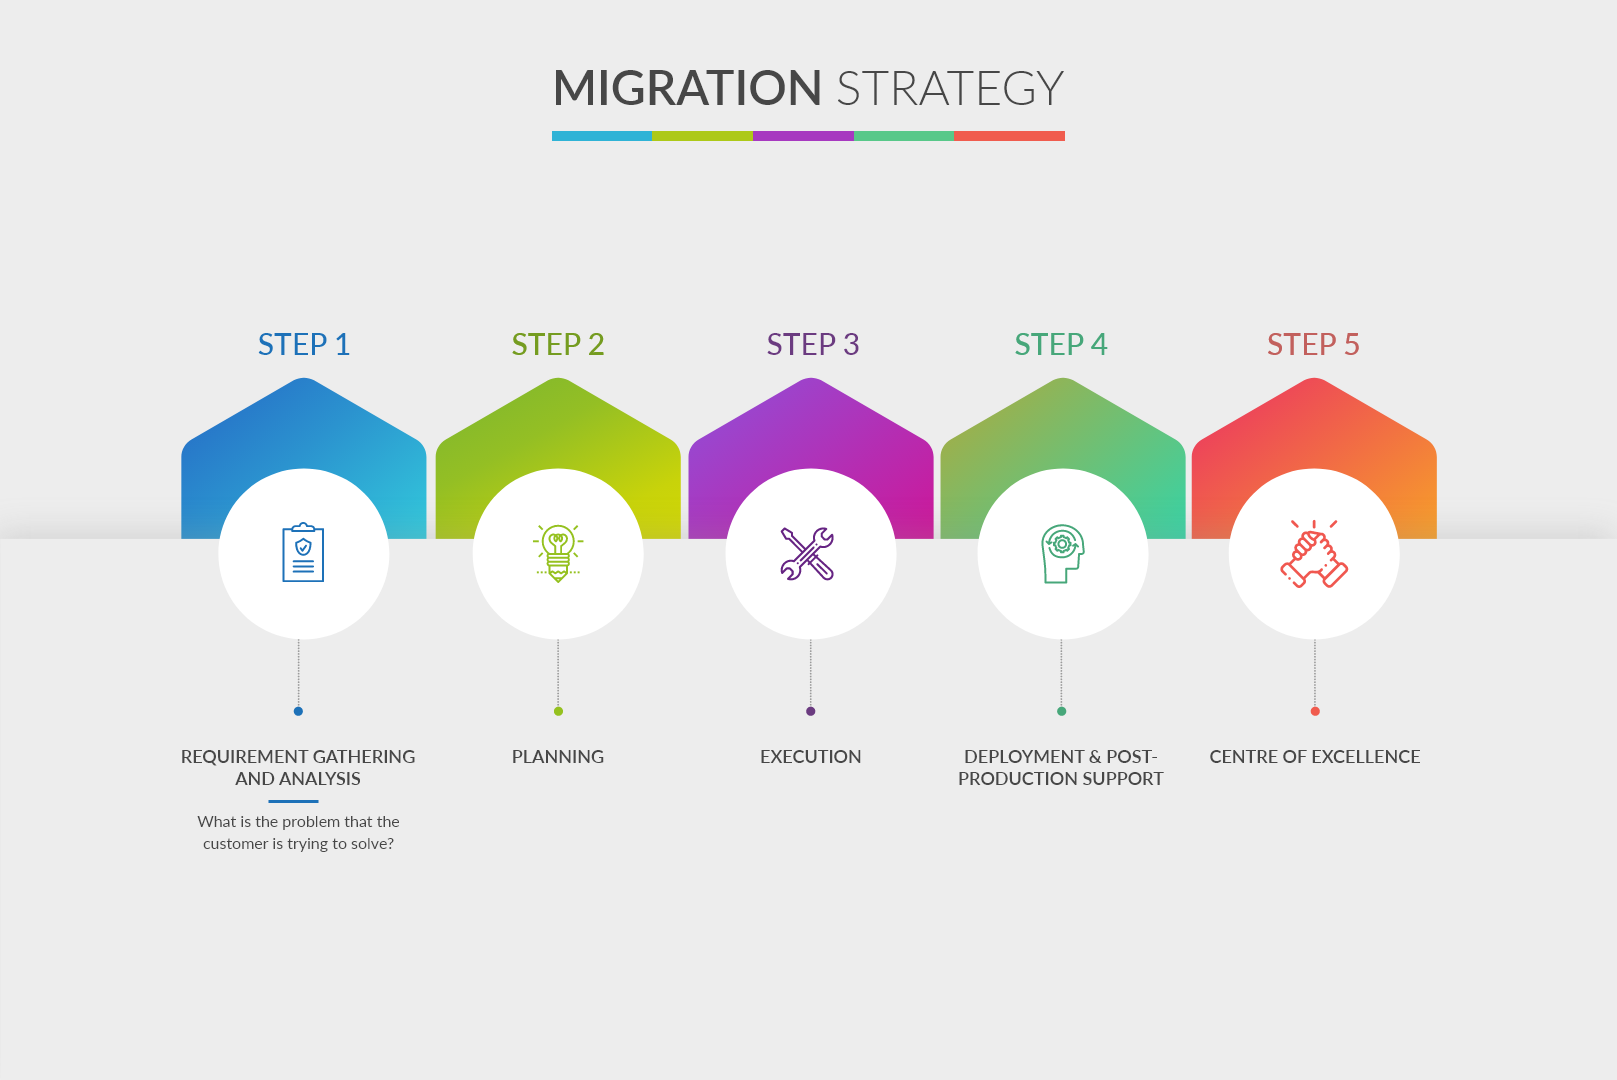 MIGRATION STRATEGY
STEP 1
STEP 2
STEP 3
STEP 4
STEP 5
REQUIREMENT GATHERING
AND ANALYSIS
What is the problem that the
customer is trying to solve?
PLANNING
EXECUTION
DEPLOYMENT & POST-
PRODUCTION SUPPORT
CENTRE OF EXCELLENCE